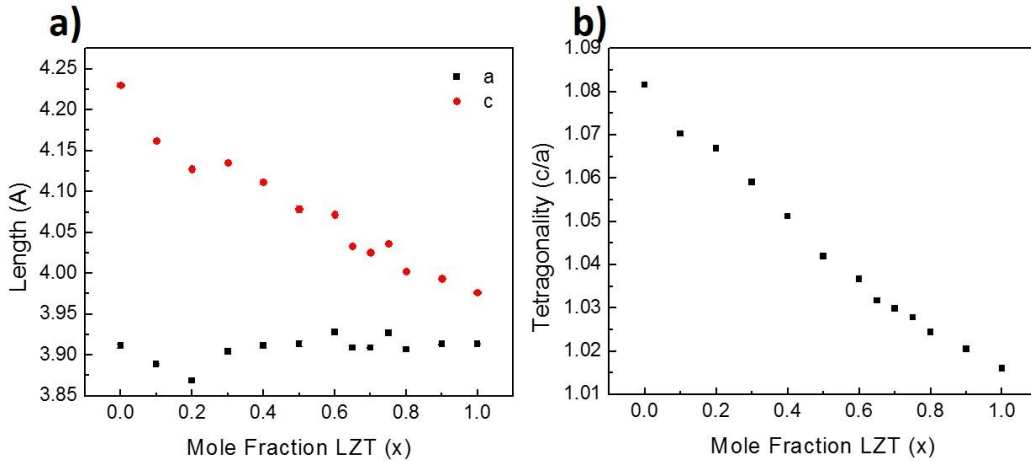 a)
4.25
4.20
4.15
4.10
4.05
4.00
3.95
3.90
3.85
Length (A)
a
c
0.0 0.2 0.4 0.6 0.8 1.0
Mole Fraction LZT (x)
b)
1.09
1.08
1.07
1.06
1.05
1.04
1.03
1.02
1.01
Tetragonality (c/a)
0.0 0.2 0.4 0.6 0.8 1.0
Mole Fraction LZT (x)